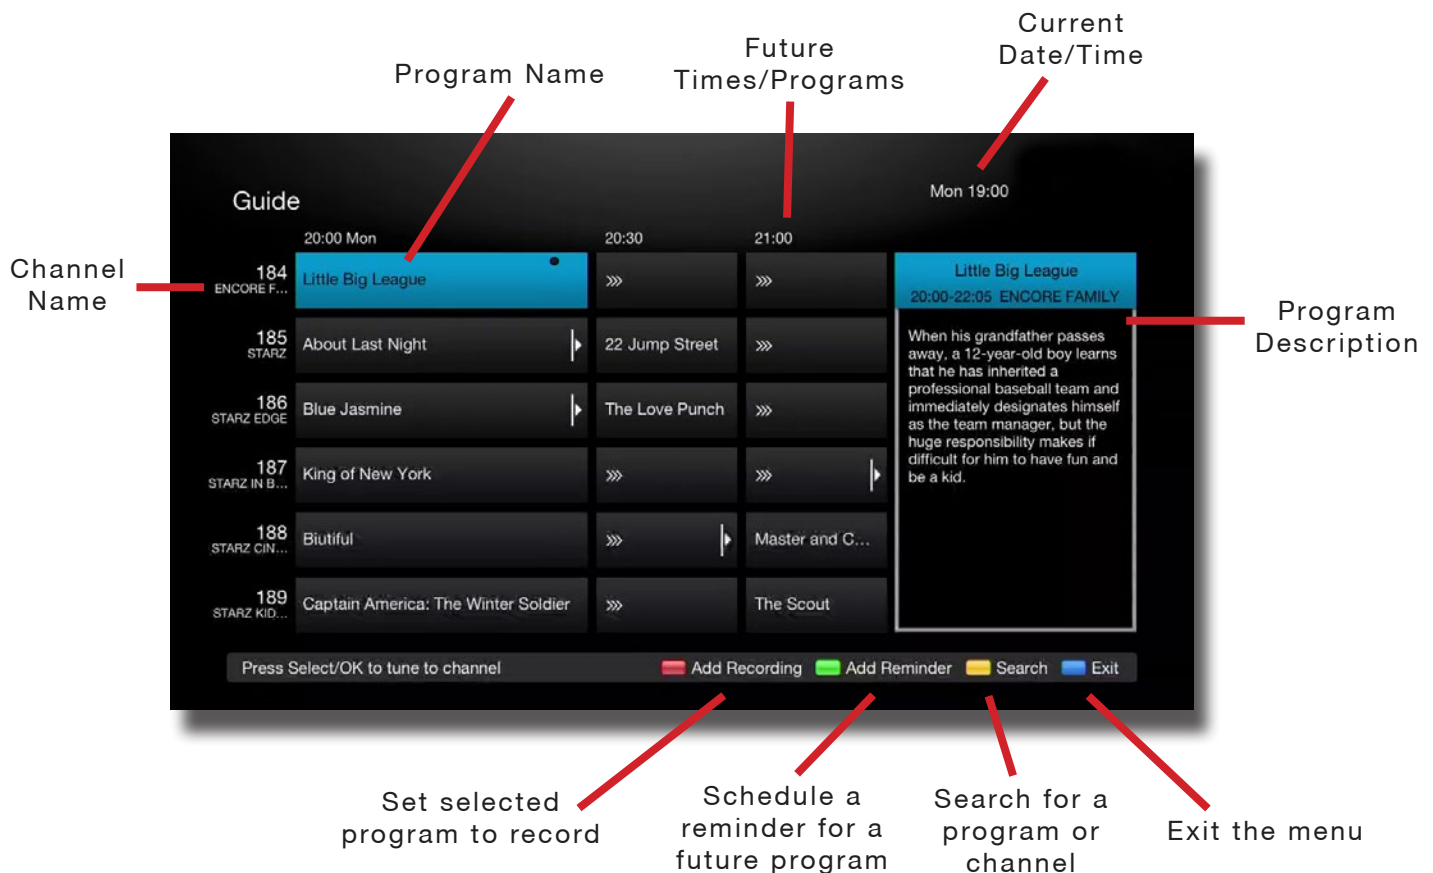 Current
Date/Time
Future
Times/Programs
Program Name
Mon 19:00
Guide
20:00 Mon
20:30
21:00
Channel
Name
184
ENCORE F...
Little Big League
»»
»»
Little Big League
20:00-22:05 ENCORE FAMILY
Program
Description
185
STARZ
About Last Night
22 Jump Street
»»
When his grandfather passes
away, a 12-year-old boy learns
that he has inherited a
professional baseball team and
immediately designates himself
as the team manager, but the
huge responsibility makes if
difficult for him to have fun and
be a kid.
186
STARZ EDGE
Blue Jasmine
The Love Punch
»»
187
STARZ IN B...
King of New York
»»
»»
188
STARZ CIN...
Biutiful
»»
Master and C...
189
STARZ KID...
Captain America: The Winter Soldier
»»
The Scout
Press Select/OK to tune to channel
Add Recording
Add Reminder
Search
Exit
Set selected
program to record
Schedule a
reminder for a
future program
Search for a
program or
channel
Exit the menu